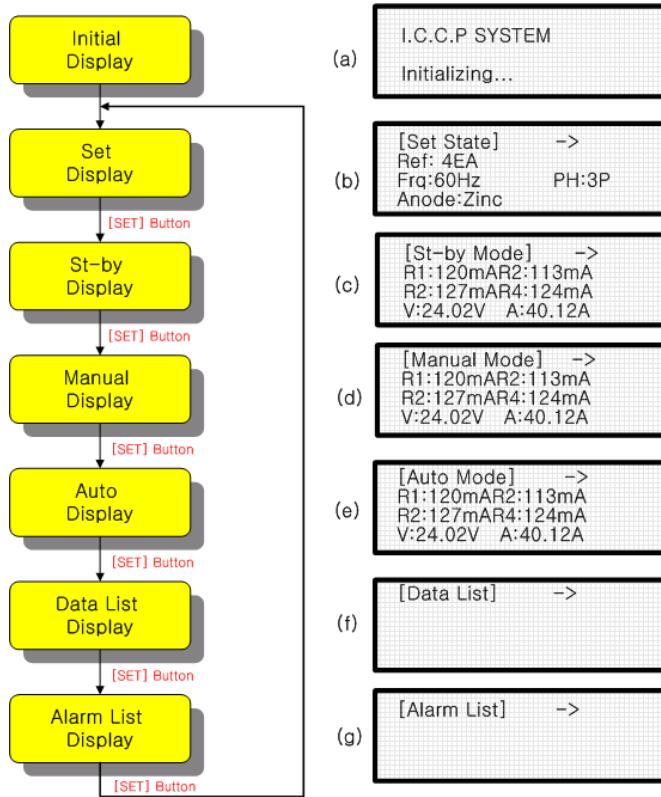 Initial
Display
Set
Display
[SET] Button
St-by
Display
[SET] Button
Manual
Display
[SET] Button
Auto
Display
[SET] Button
Data List
Display
[SET] Button
Alarm List
Display
[SET] Button
(a)
I.C.C.P SYSTEM
Initializing...
(b)
[Set State] ->
Ref: 4EA
Frq:60Hz PH:3P
Anode:Zinc
(c)
[St-by Mode] ->
R1:120mAR2:113mA
R2:127mAR4:124mA
V:24.02V A:40.12A
(d)
[Manual Mode] ->
R1:120mAR2:113mA
R2:127mAR4:124mA
V:24.02V A:40.12A
(e)
[Auto Mode] ->
R1:120mAR2:113mA
R2:127mAR4:124mA
V:24.02V A:40.12A
(f)
[Data List] ->
(g)
[Alarm List] ->